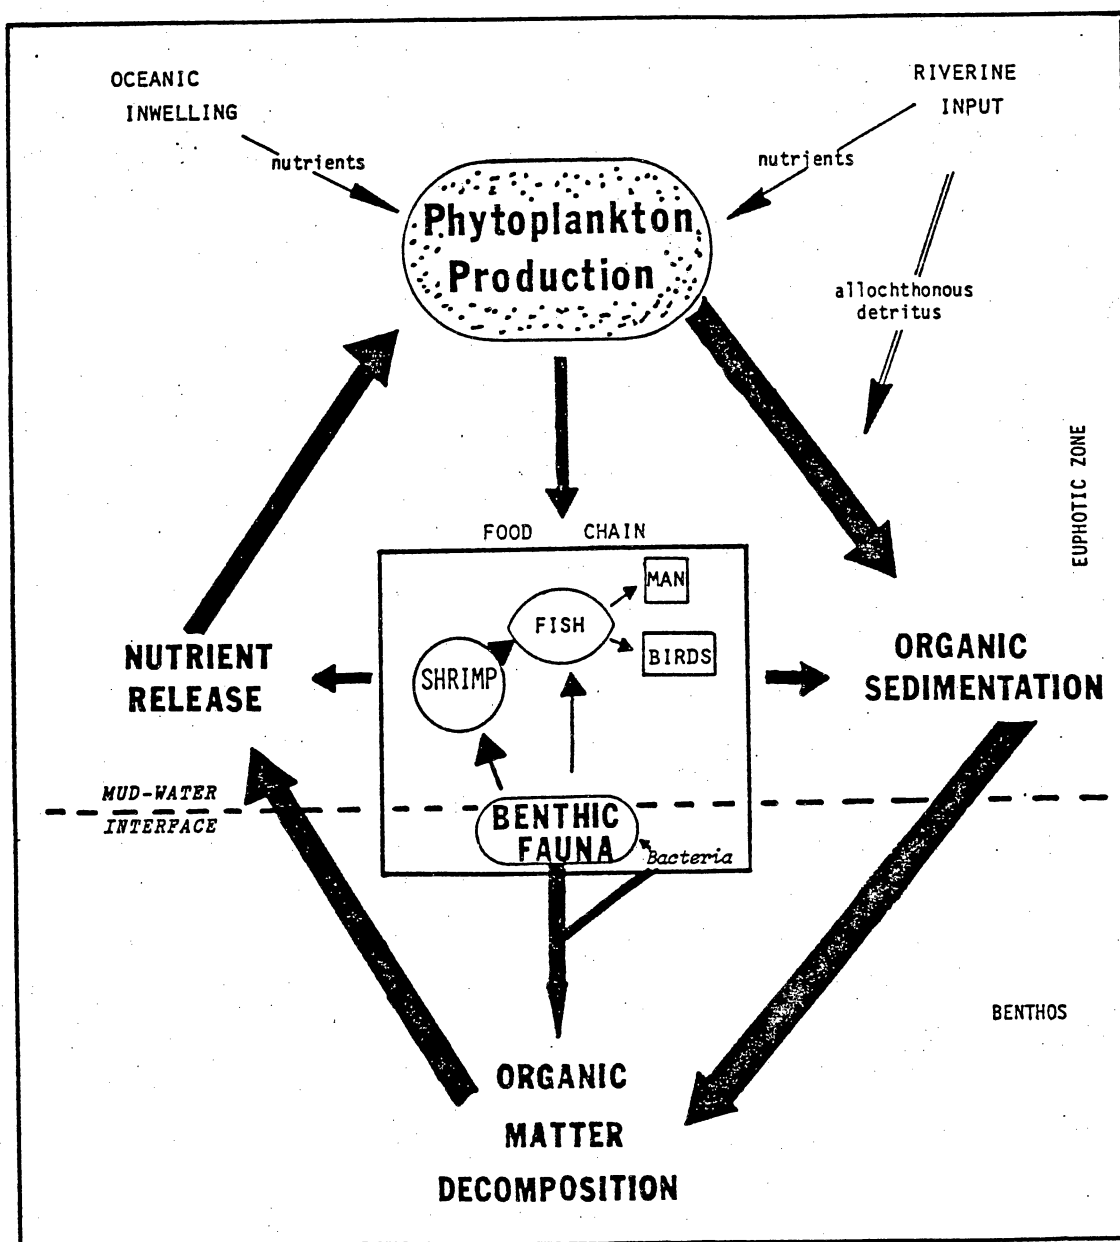 OCEANIC
INWELLING
RIVERINE
INPUT
nutrients
nutrients
Phytoplankton
Production
allochthonous
detritus
EUPHOTIC ZONE
FOOD CHAIN
MAN
FISH
BIRDS
SHRIMP
NUTRIENT
RELEASE
ORGANIC
SEDIMENTATION
MUD-WATER
INTERFACE
BENTHIC
FAUNA
Bacteria
BENTHOS
ORGANIC
MATTER
DECOMPOSITION